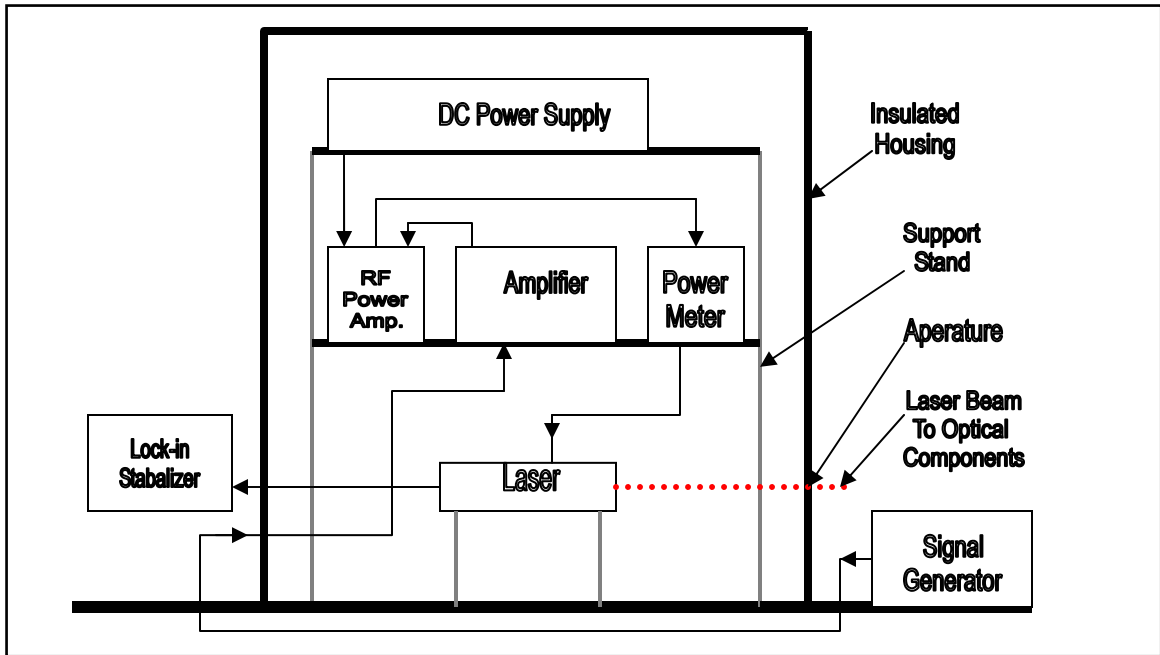 DC Power Supply
Insulated
Housing
Support
Stand
RF
Power
Amp.
Amplifier
Power
Meter
Aperature
Laser Beam
To Optical
Components
Lock-in
Stabalizer
Laser
Signal
Generator